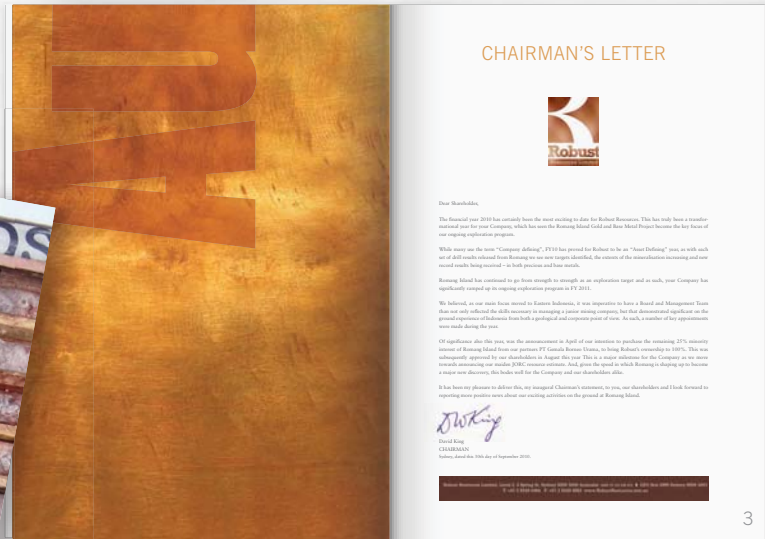 AU
OS
CHAIRMAN'S LETTER
Robust
Dear Shareholder,
The financial year 2010 has certainly been the most exciting to date for Robust Resources. This has truly been a transfor-
mational year for your Company, which has seen the Romang Island Gold and Base Metal Project become the key focus of
our ongoing exploration program.
While many use the term "Company defining", FY10 has proved for Robust to be an "Asset Defining" year, as with each
set of drill results released from Romang we see new targets identified, the extents of the mineralisation increasing and new
record results being received – in both precious and base metals.
Romang Island has continued to go from strength to strength as an exploration target and as such, your Company has
significantly ramped up its ongoing exploration program in FY 2011.
We believed, as our main focus moved to Eastern Indonesia, it was imperative to have a Board and Management Team
than not only reflected the skills necessary in managing a junior mining company, but that demonstrated significant on the
ground experience of Indonesia from both a geological and corporate point of view. As such, a number of key appointments
were made during the year.
Of significance also this year, was the announcement in April of our intention to purchase the remaining 25% minority
interest of Romang Island from our partners PT Gemala Borneo Utama, to bring Robust's ownership to 100%. This was
subsequently approved by our shareholders in August this year This is a major milestone for the Company as we move
towards announcing our maiden JORC resource estimate. And, given the speed in which Romang is shaping up to become
a major new discovery, this bodes well for the Company and our shareholders alike.
It has been my pleasure to deliver this, my inaugural Chairman's statement, to you, our shareholders and I look forward to
reporting more positive news about our exciting activities on the ground at Romang Island.
DWKing
David King
CHAIRMAN
Sydney, dated this 30th day of September 2010.
Robust Resources Limited, Level
3